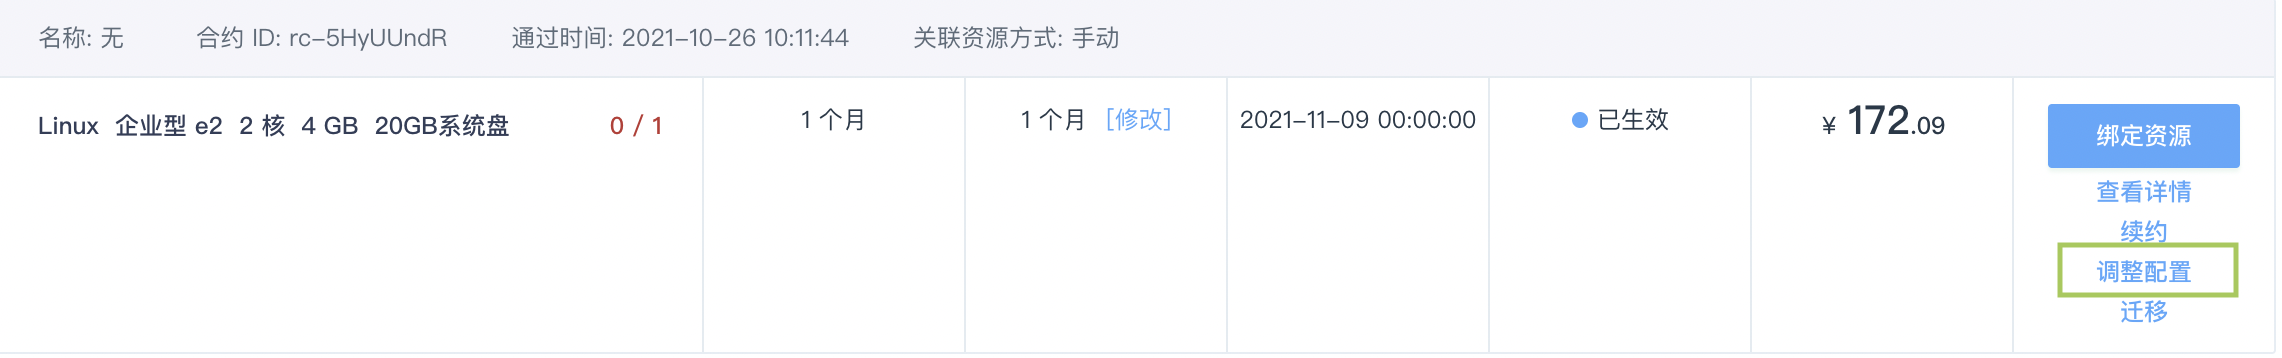 名称: 无 合约 ID: rc-5HyUUndR 通过时间: 2021-10-26 10:11:44 关联资源方式: 手动
Linux 企业型 e2 2 核 4 GB 20GB系统盘 0 / 1 1 个月 1 个月 [修改] 2021-11-09 00:00:00 已生效 ¥ 172.09 绑定资源
查看详情
续约
调整配置
迁移